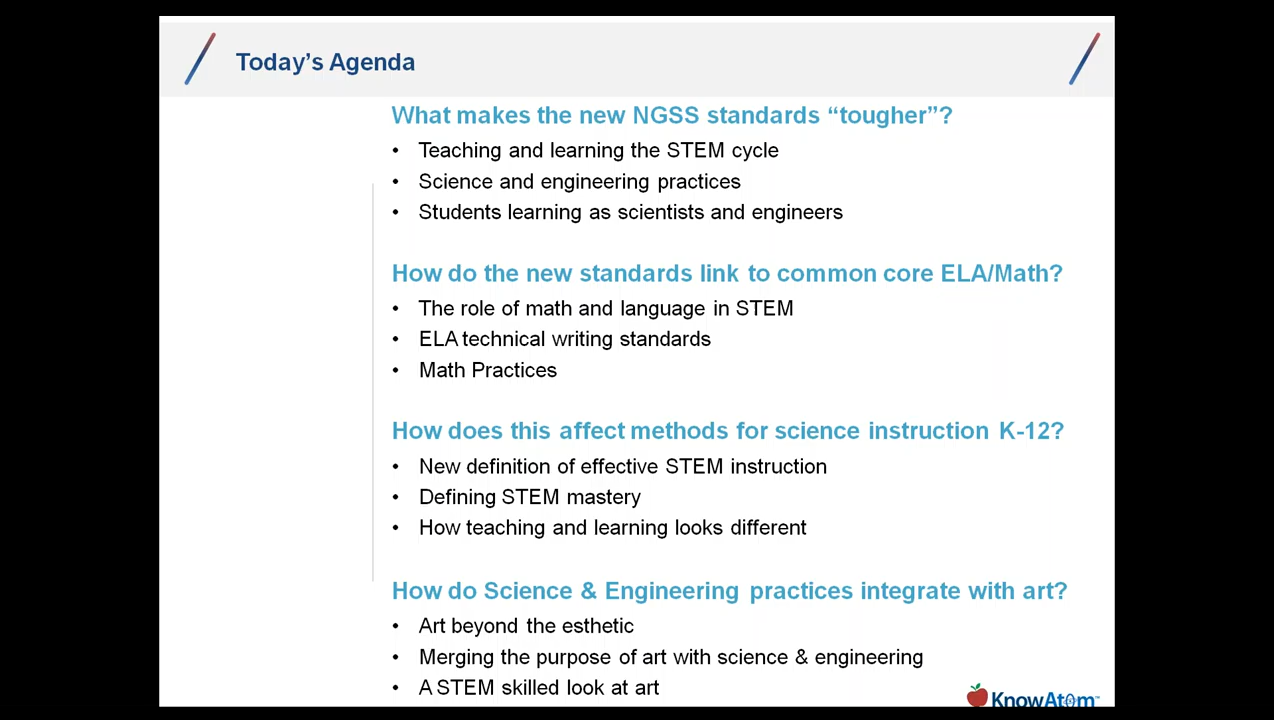 Today's Agenda
What makes the new NGSS standards “tougher”?
• Teaching and learning the STEM cycle
• Science and engineering practices
• Students learning as scientists and engineers
How do the new standards link to common core ELA/Math?
• The role of math and language in STEM
• ELA technical writing standards
• Math Practices
How does this affect methods for science instruction K-12?
• New definition of effective STEM instruction
• Defining STEM mastery
• How teaching and learning looks different
How do Science & Engineering practices integrate with art?
• Art beyond the esthetic
• Merging the purpose of art with science & engineering
• A STEM skilled look at art
KnowAtom™